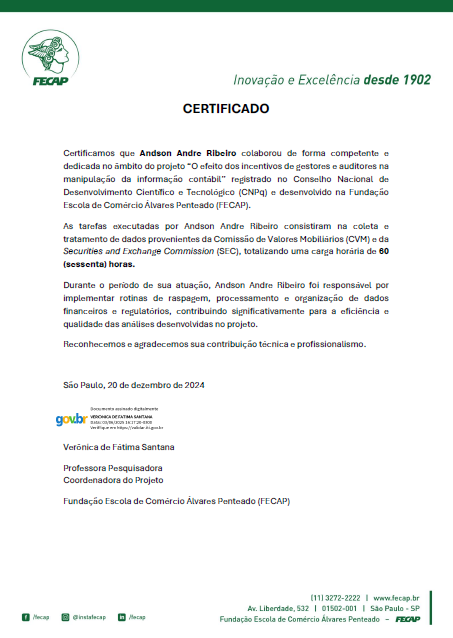 FECAP
Inovação e Excelência desde 1902
CERTIFICADO
Certificamos que Andson Andre Ribeiro colaborou de forma competente e
dedicada no âmbito do projeto “O efeito dos incentivos de gestores e auditores na
manipulação da informação contábil” registrado no Conselho Nacional de
Desenvolvimento Científico e Tecnológico (CNPq) e desenvolvido na Fundação
Escola de Comércio Álvares Penteado (FECAP).
As tarefas executadas por Andson Andre Ribeiro consistiram na coleta e
tratamento de dados provenientes da Comissão de Valores Mobiliários (CVM) e da
Securities and Exchange Commission (SEC), totalizando uma carga horária de 60
(sessenta) horas.
Durante o período de sua atuação, Andson Andre Ribeiro foi responsável por
implementar rotinas de raspagem, processamento e organização de dados
financeiros e regulatórios, contribuindo significativamente para a eficiência e
qualidade das análises desenvolvidas no projeto.
Reconhecemos e agradecemos sua contribuição técnica e profissionalismo.
São Paulo, 20 de dezembro de 2024
gov.br
Documento assinado digitalmente
VERONICA DE FATIMA SANTANA
Verifique em https://validar.iti.gov.br
Verônica de Fátima Santana
Professora Pesquisadora
Coordenadora do Projeto
Fundação Escola de Comércio Álvares Penteado (FECAP)
(11) 3272-2222 | www.fecap.br
Av. Liberdade, 532 | 01502-001 | São Paulo - SP
/fecap @instafecap /fecap Fundação Escola de Comércio Álvares Penteado – FECAP